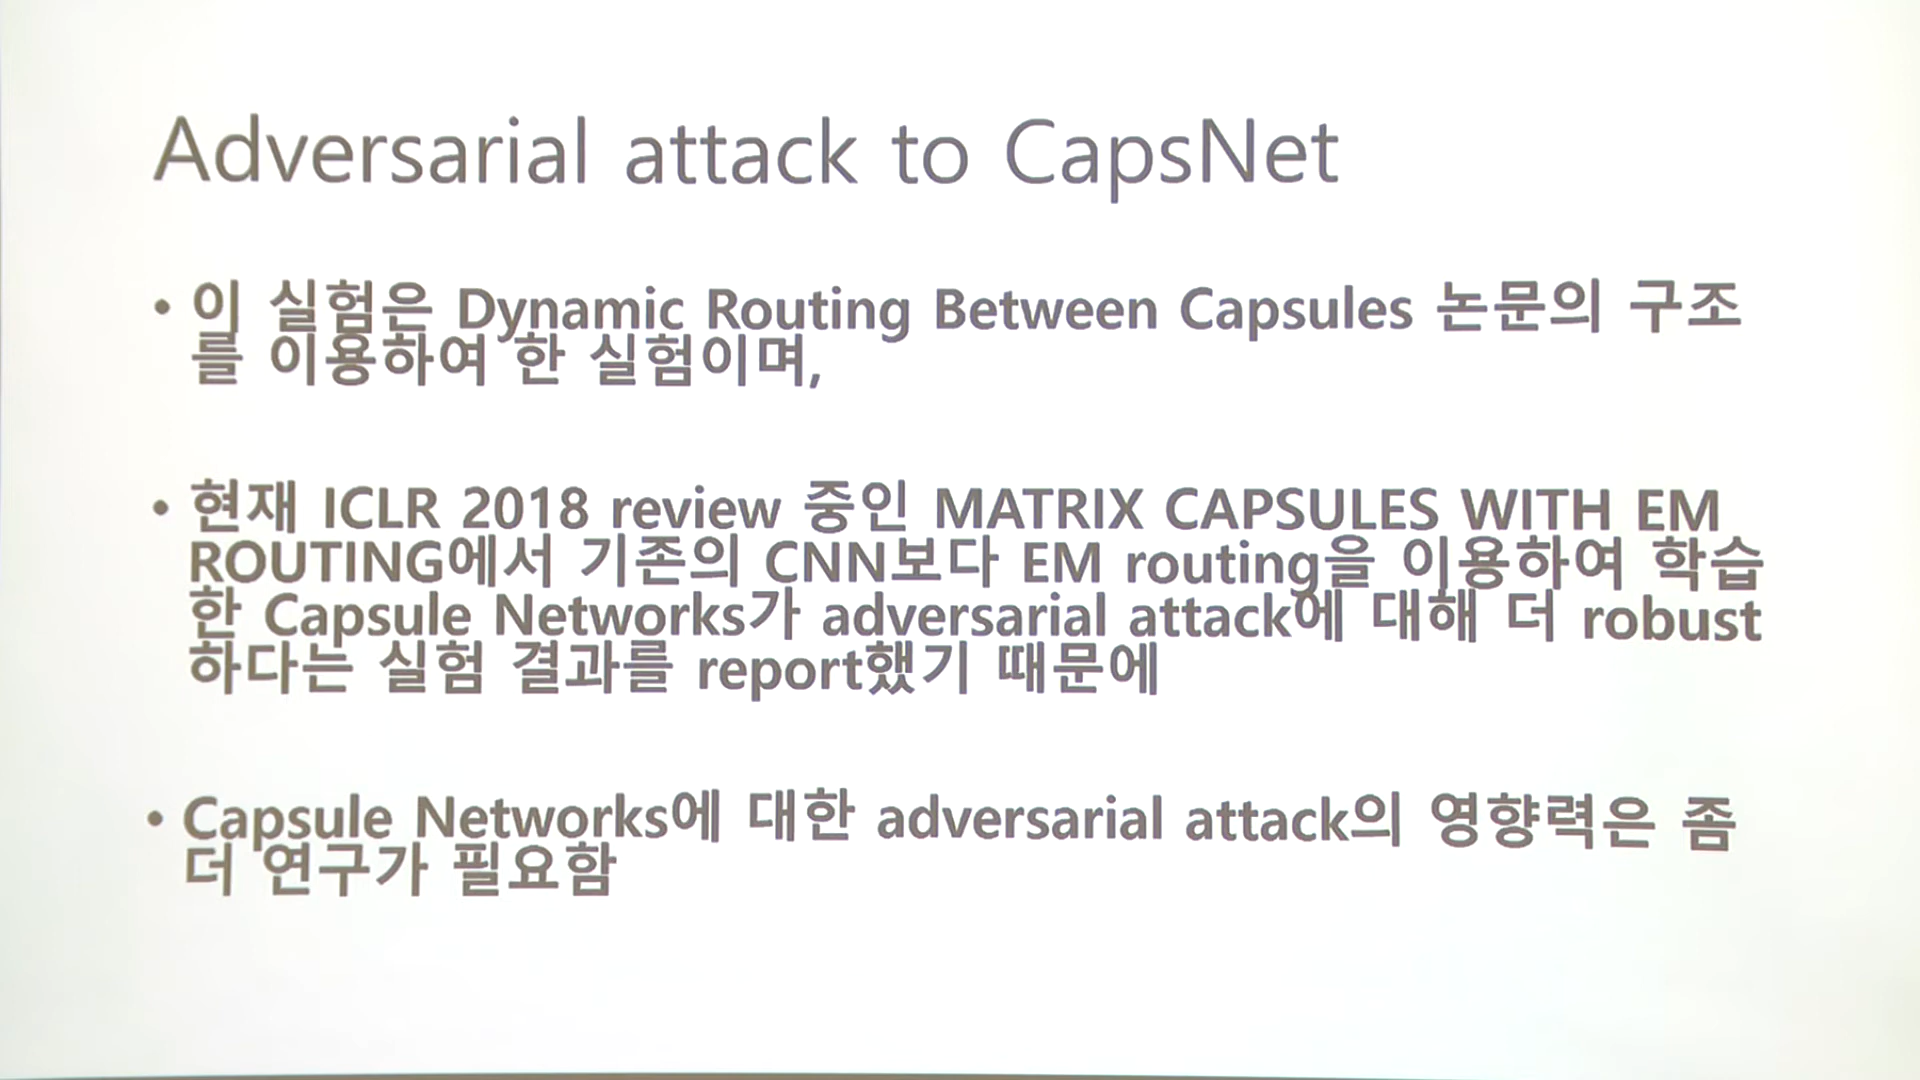 Adversarial attack to CapsNet
• 이 실험은 Dynamic Routing Between Capsules 논문의 구조
를 이용하여 한 실험이며,
• 현재 ICLR 2018 review 중인 MATRIX CAPSULES WITH EM
ROUTING에서 기존의 CNN보다 EM routing을 이용하여 학습
한 Capsule Networks가 adversarial attack에 대해 더 robust
하다는 실험 결과를 report했기 때문에
• Capsule Networks에 대한 adversarial attack의 영향력은 좀
더 연구가 필요함